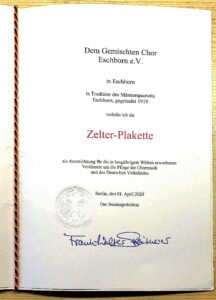 Dem Gemischten Chor
Eschborn e.V.
in Eschborn
in Tradition des Männerquartetts
Eschborn, gegründet 1919
verleihe ich die
Zelter-Plakette
als Auszeichnung für die in langjährigem Wirken erworbenen
Verdienste um die Pflege der Chormusik
und des Deutschen Volksliedes
Berlin, den 01. April 2020
Der Bundespräsident